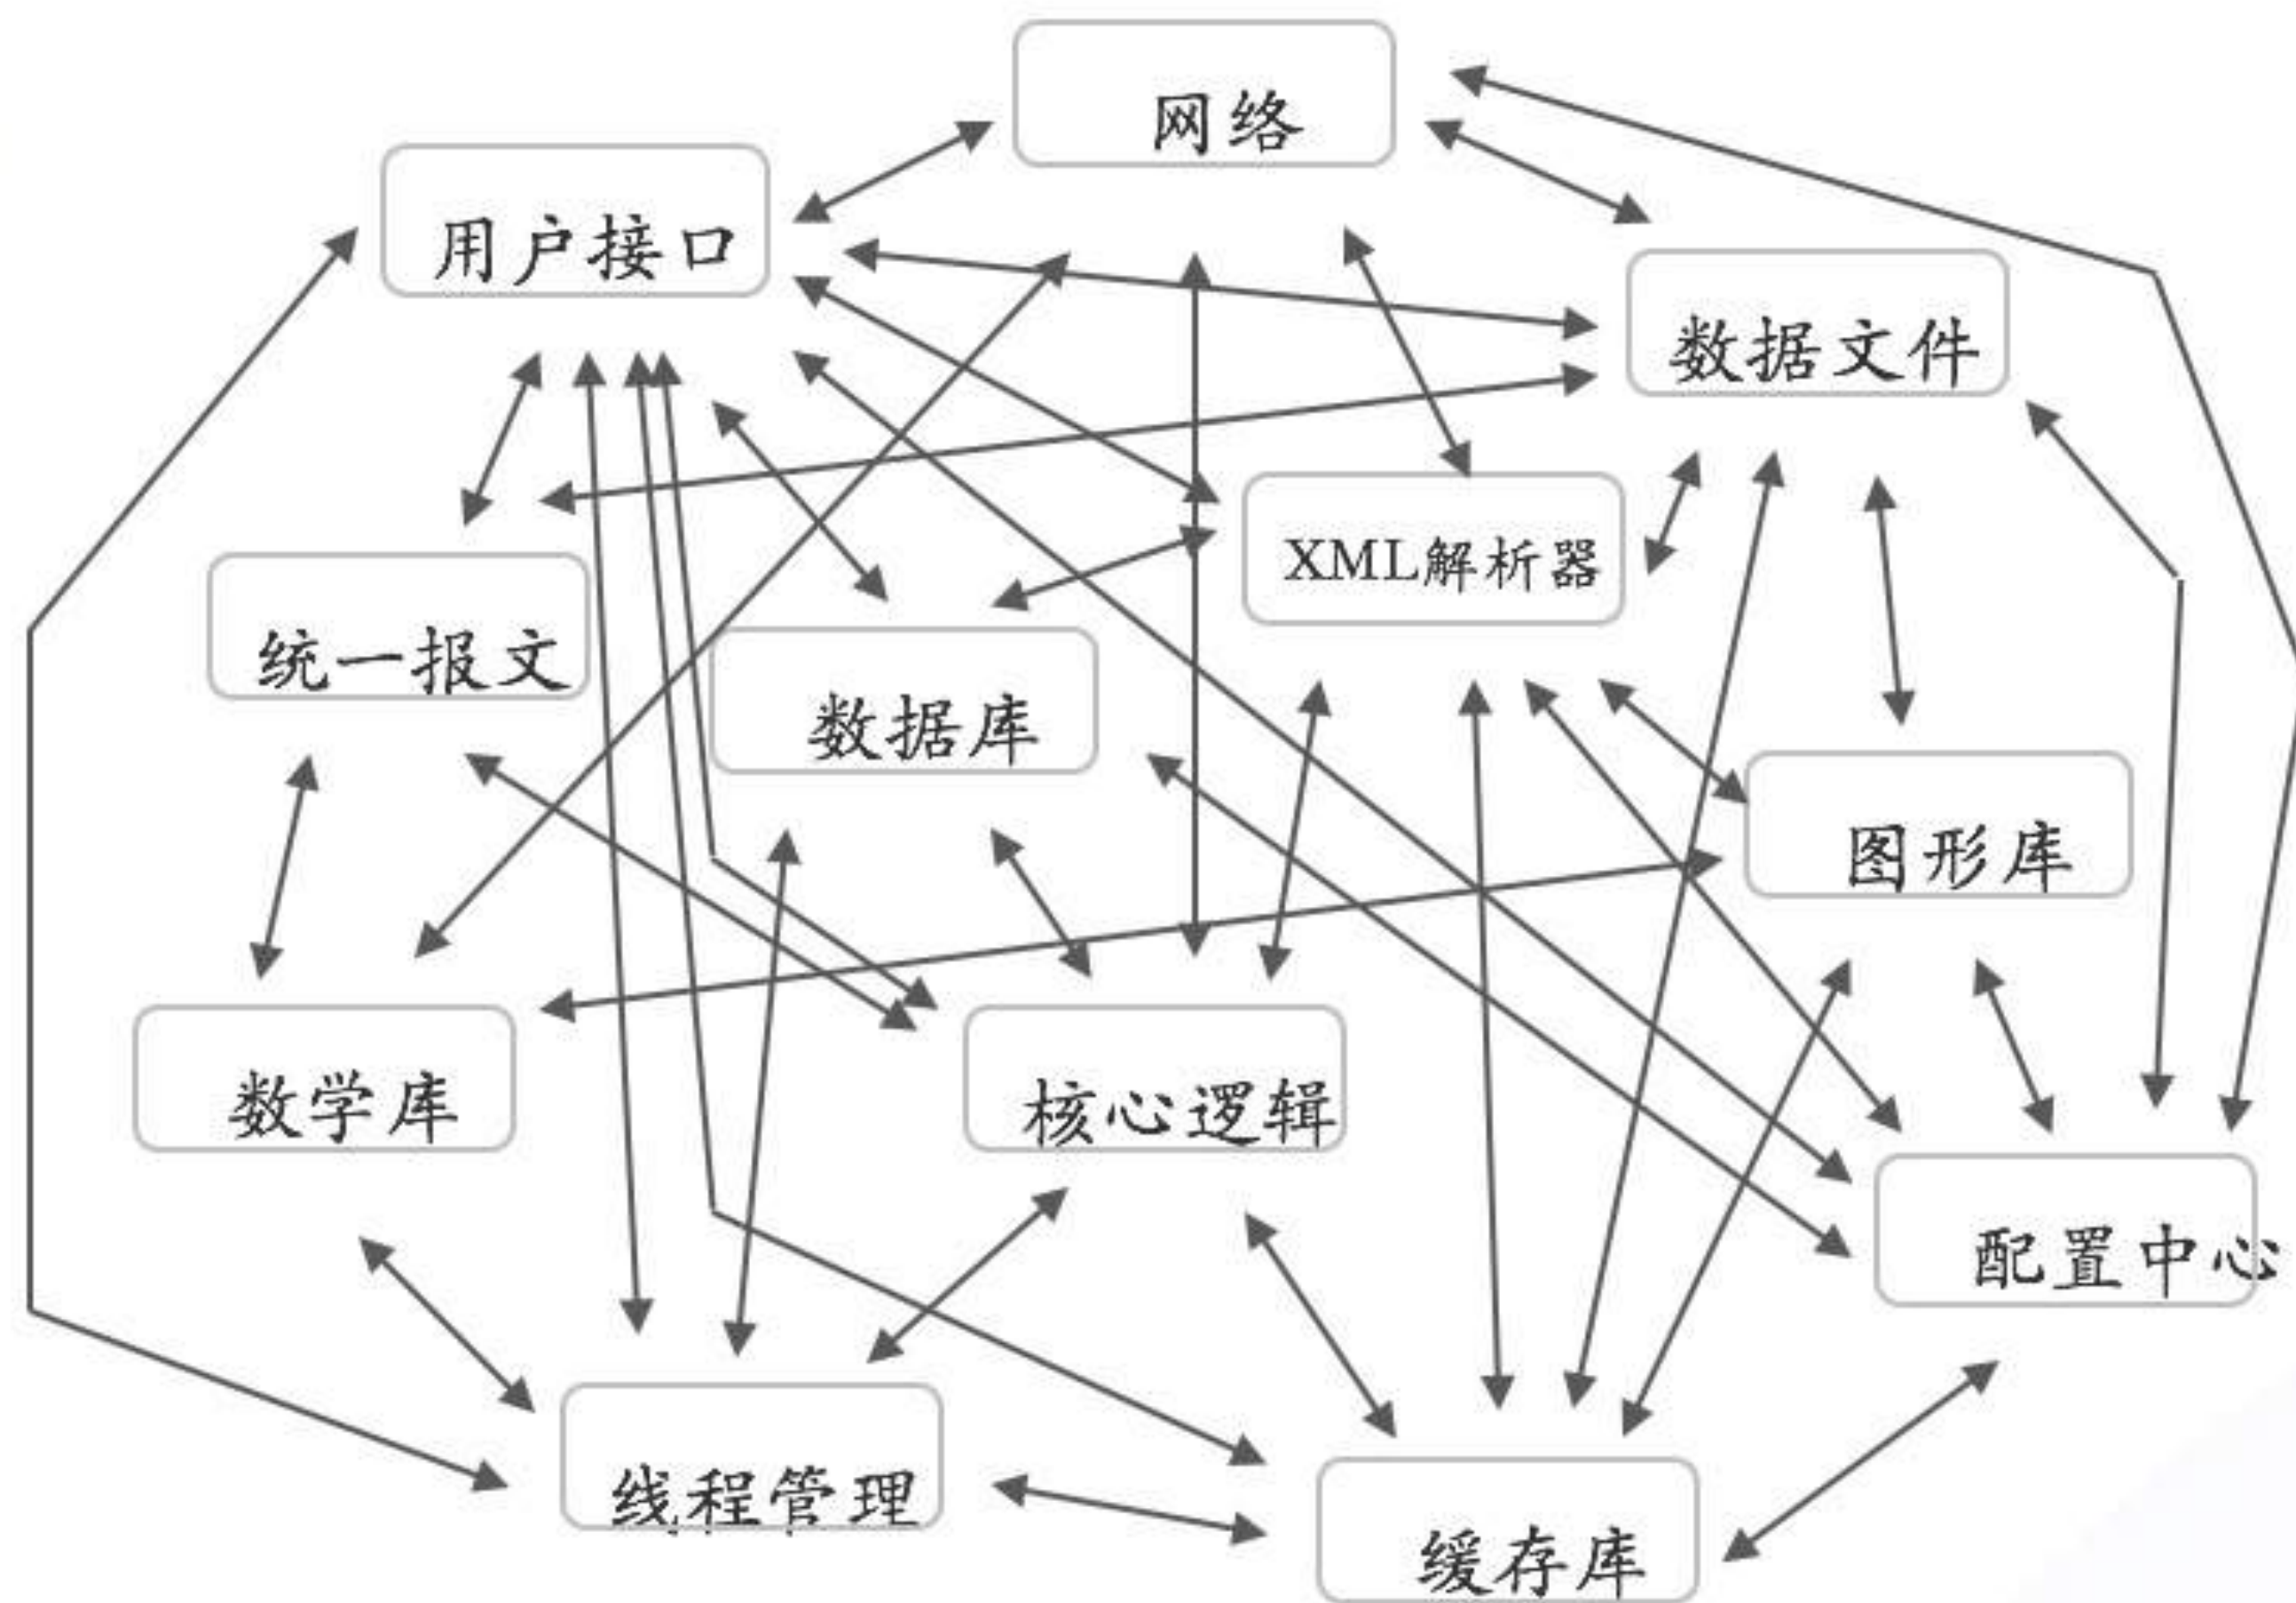 网络
用户接口
数据文件
XML解析器
统一报文
数据库
图形库
数学库
核心逻辑
配置中心
线程管理
缓存库